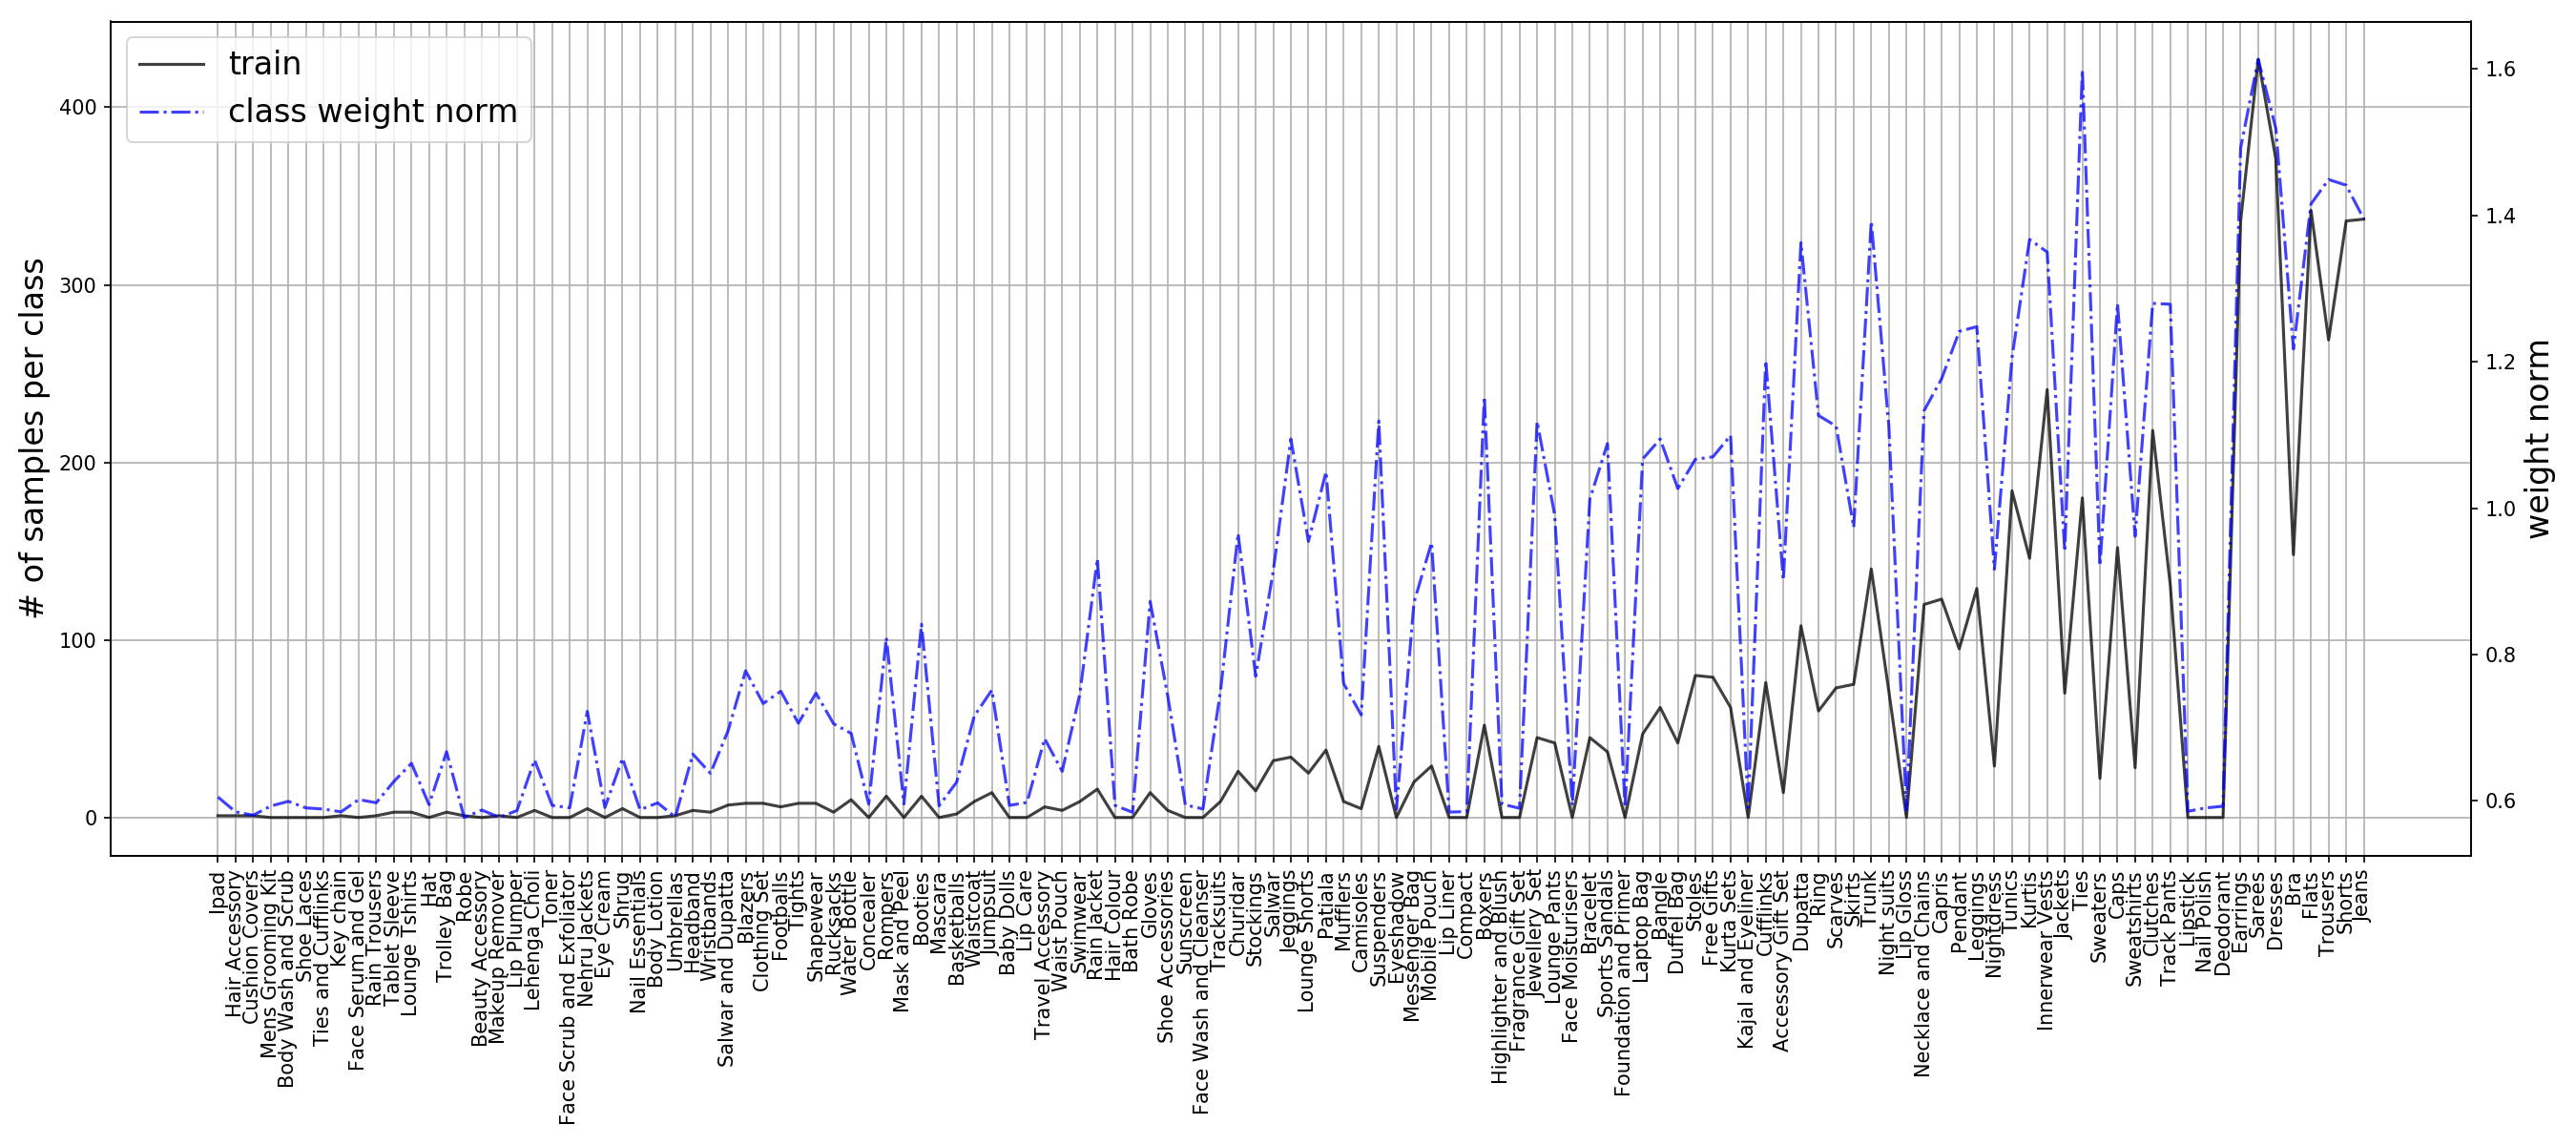 train
class weight norm
# of samples per class
400
300
200
100
0
1.6
1.4
1.2
1.0
0.8
0.6
weight norm
Ipad
Hair Accessory
Cushion Covers
Mens Grooming Kit
Body Wash and Scrub
Shoe Laces
Ties and Cufflinks
Key chain
Face Serum and Gel
Rain Trousers
Tablet Sleeve
Lounge Tshirts
Hat
Trolley Bag
Robe
Beauty Accessory
Makeup Remover
Lip Plumper
Lehenga Choli
Toner
Face Scrub and Exfoliator
Nehru Jackets
Eye Cream
Shrug
Nail Essentials
Body Lotion
Umbrellas
Headband
Wristbands
Salwar and Dupatta
Blazers
Clothing Set
Footballs
Tights
Shapewear
Rucksacks
Water Bottle
Concealer
Rompers
Mask and Peel
Booties
Mascara
Basketballs
Waistcoat
Jumpsuit
Baby Dolls
Lip Care
Travel Accessory
Waist Pouch
Swimwear
Rain Jacket
Hair Colour
Bath Robe
Gloves
Shoe Accessories
Sunscreen
Face Wash and Cleanser
Tracksuits
Churidar
Stockings
Salwar
Jeggings
Lounge Shorts
Patiala
Mufflers
Camisoles
Suspenders
Eyeshadow
Messenger Bag
Mobile Pouch
Lip Liner
Compact
Boxers
Highlighter and Blush
Fragrance Gift Set
Jewellery Set
Lounge Pants
Face Moisturisers
Bracelet
Sports Sandals
Foundation and Primer
Laptop Bag
Bangle
Duffel Bag
Stoles
Free Gifts
Kurta Sets
Kajal and Eyeliner
Cufflinks
Accessory Gift Set
Dupatta
Ring
Scarves
Skirts
Trunk
Night suits
Lip Gloss
Necklace and Chains
Capris
Pendant
Leggings
Nightdress
Tunics
Kurtis
Innerwear Vests
Jackets
Ties
Sweaters
Caps
Sweatshirts
Clutches
Track Pants
Lipstick
Nail Polish
Deodorant
Earrings
Sarees
Dresses
Bra
Flats
Trousers
Shorts
Jeans